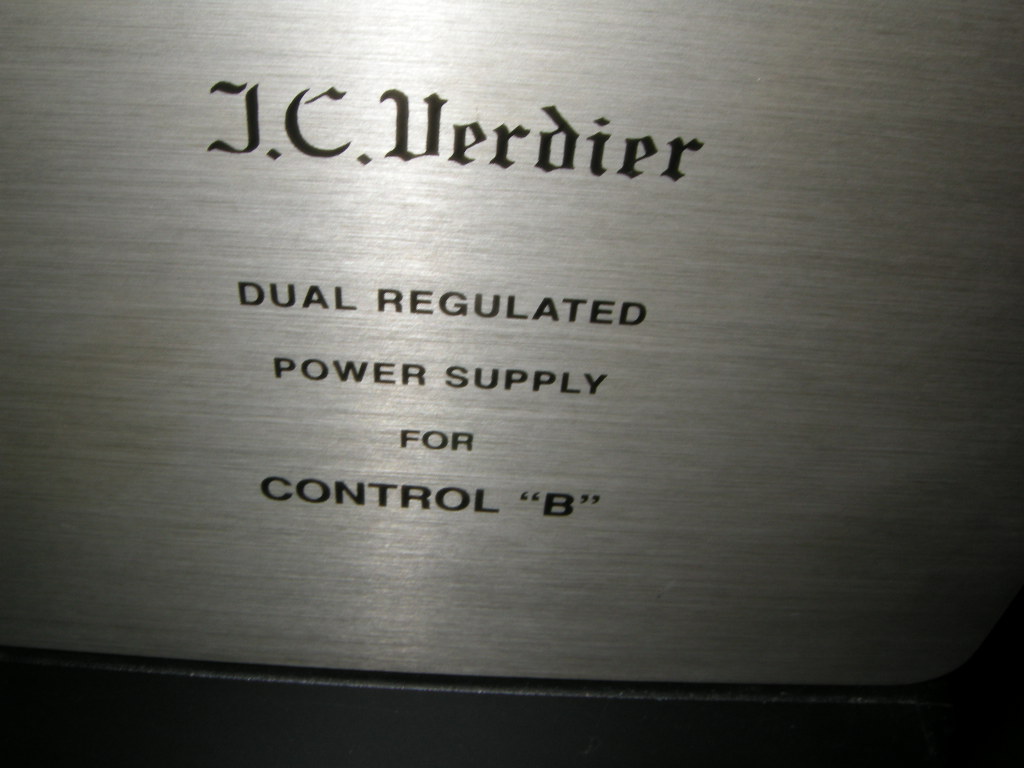 J.C. Verdier
DUAL REGULATED
POWER SUPPLY
FOR
CONTROL “B”